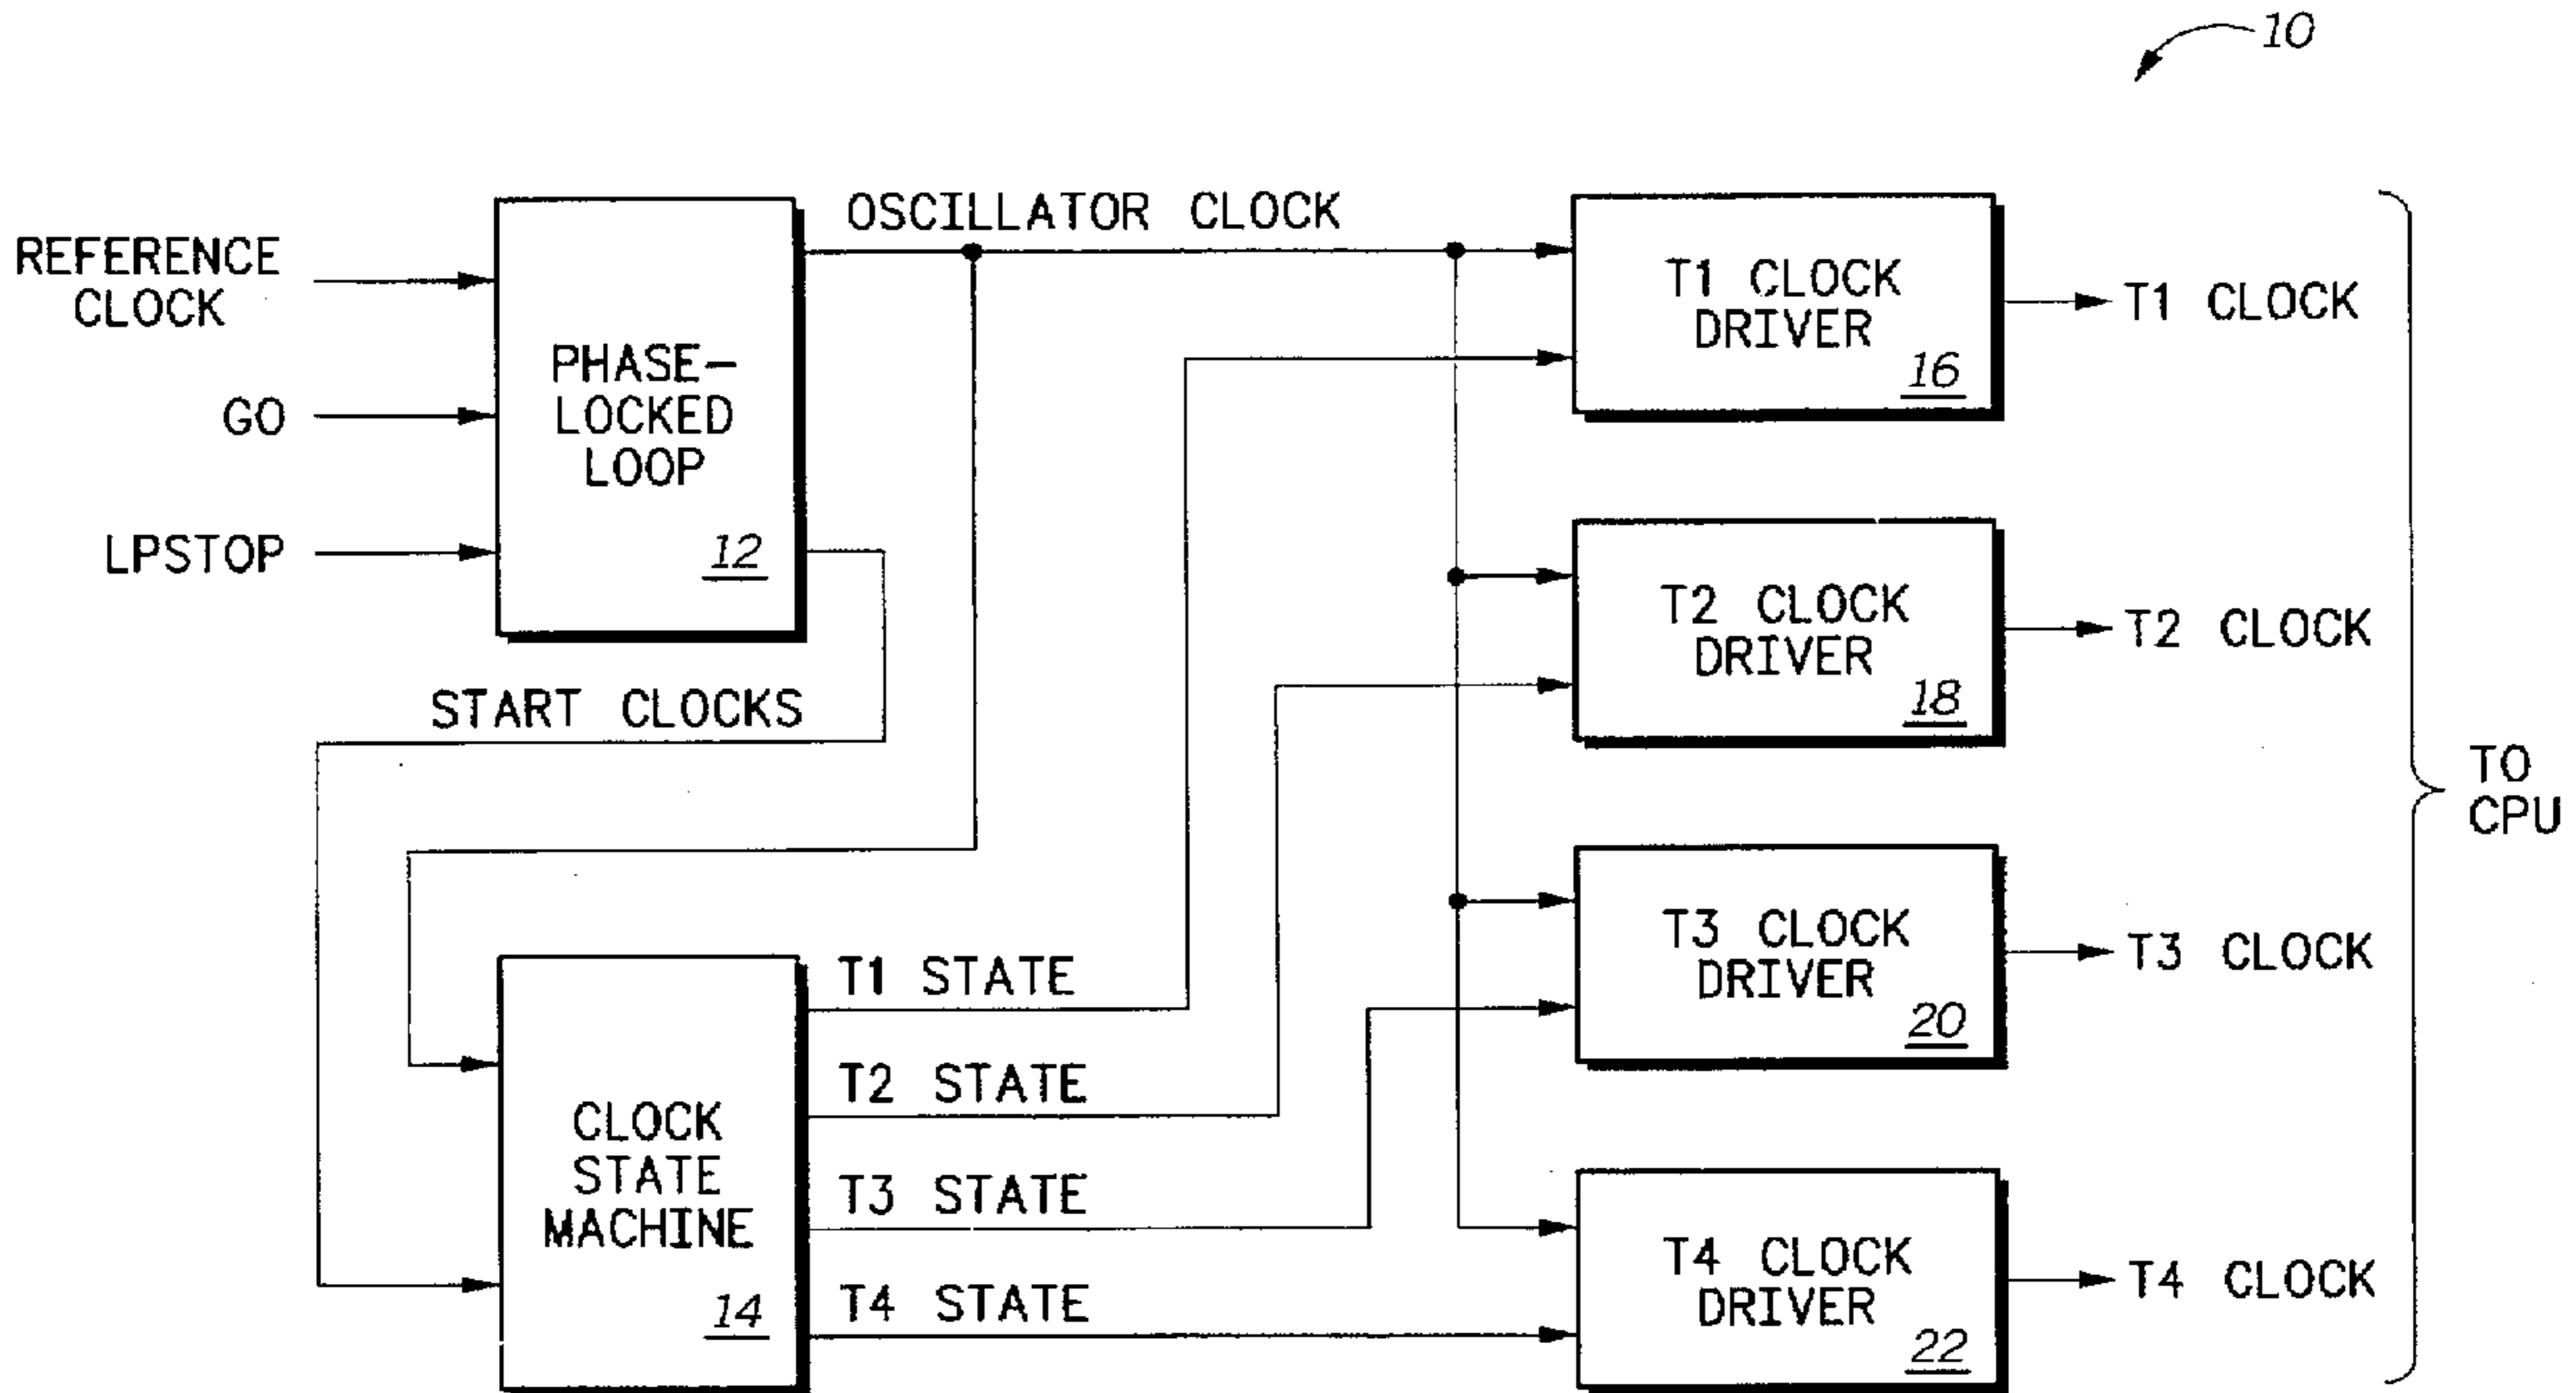 10
OSCILLATOR CLOCK
REFERENCE
CLOCK
GO
LPSTOP
PHASE-
LOCKED
LOOP
12
START CLOCKS
T1 CLOCK
DRIVER
16
T1 CLOCK
T2 CLOCK
DRIVER
18
T2 CLOCK
TO
CPU
T3 CLOCK
DRIVER
20
T3 CLOCK
T1 STATE
T2 STATE
T3 STATE
T4 STATE
CLOCK
STATE
MACHINE
14
T4 CLOCK
DRIVER
22
T4 CLOCK